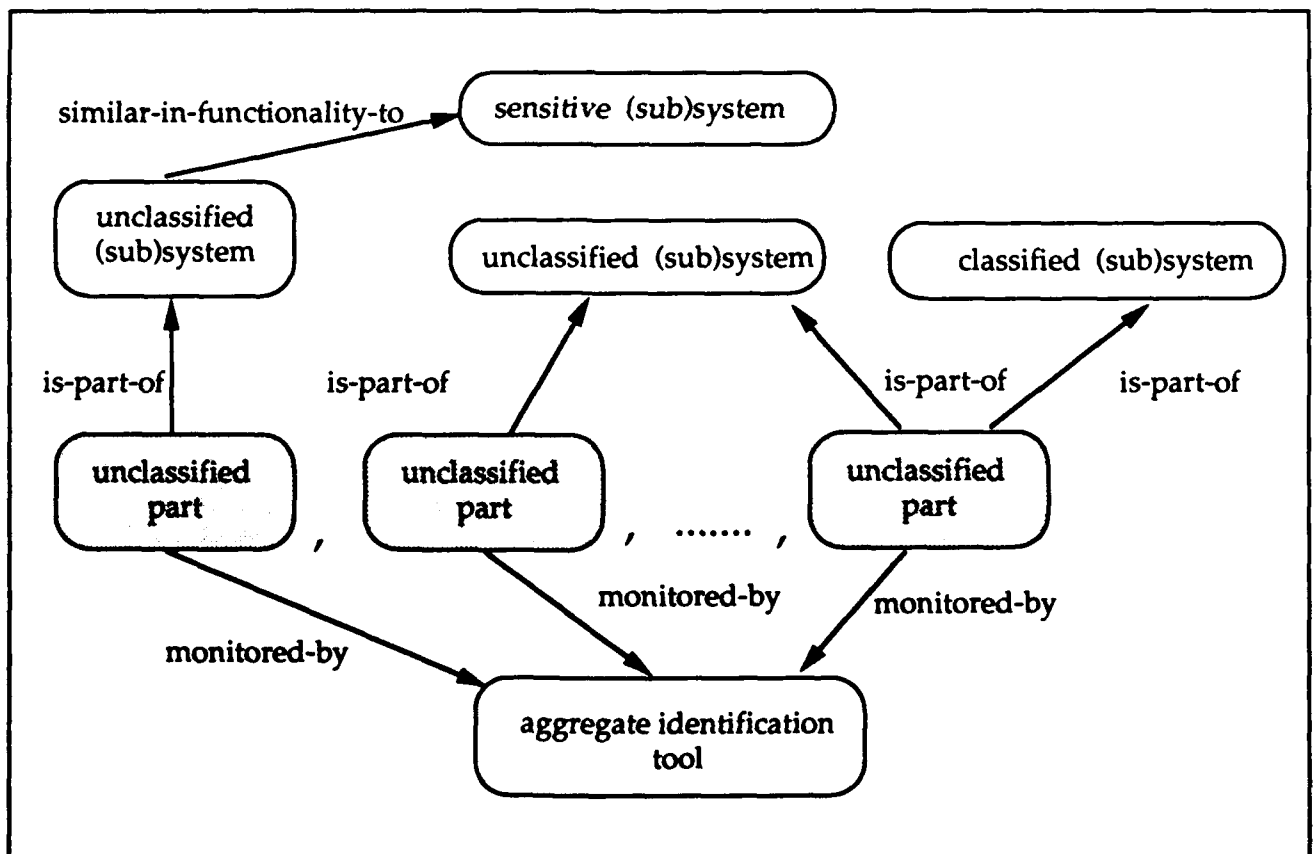 similar-in-functionality-to
sensitive (sub)system
unclassified
(sub)system
unclassified (sub)system
classified (sub)system
is-part-of
is-part-of
is-part-of
is-part-of
unclassified
part
,
unclassified
part
, ....... ,
unclassified
part
monitored-by
monitored-by
monitored-by
aggregate identification
tool